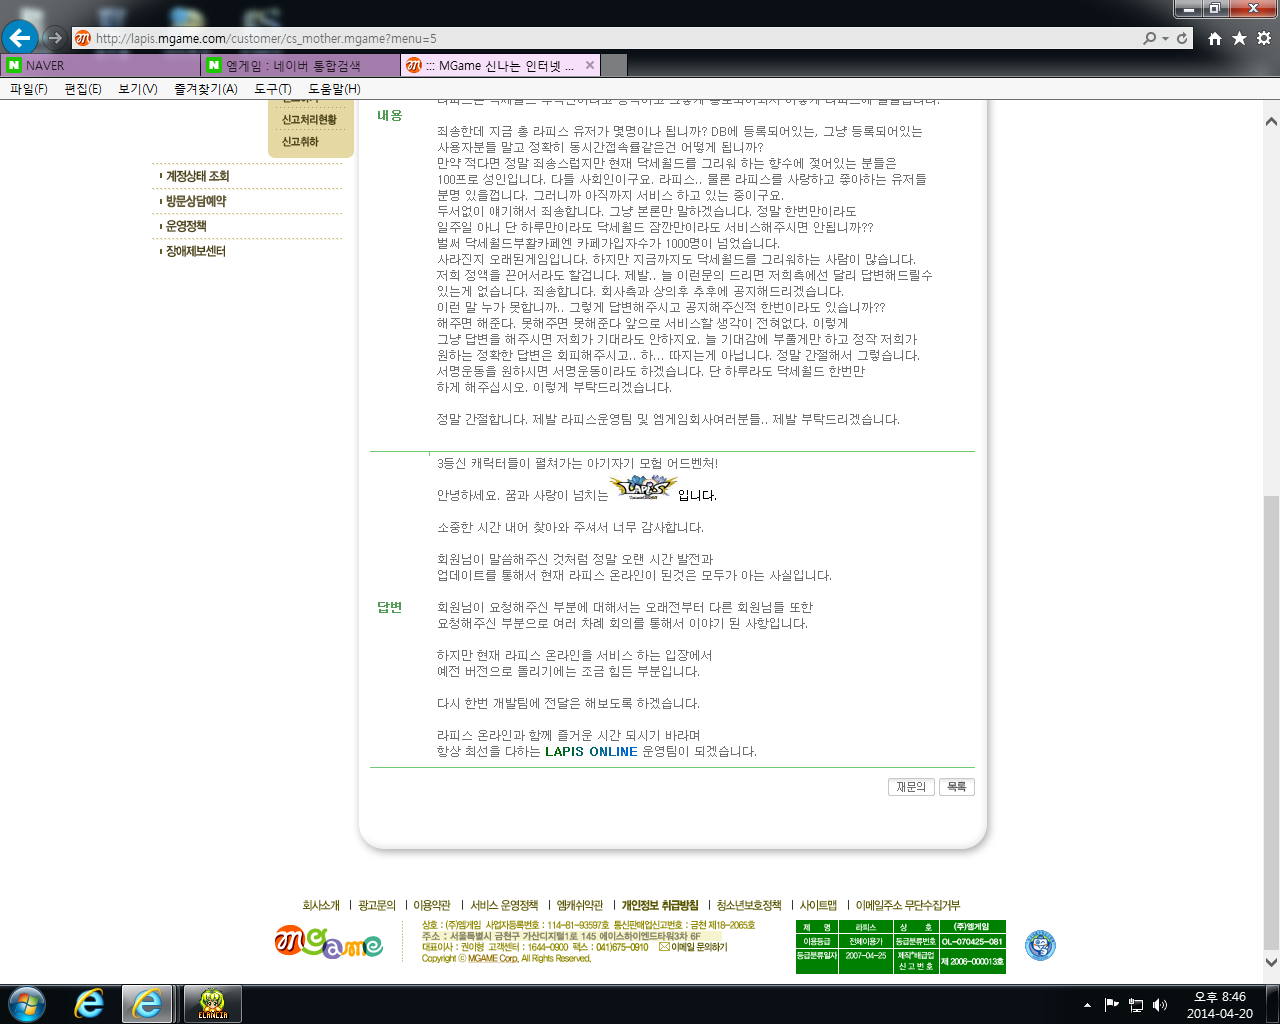 http://lapis.mgame.com/customer/cs_mother.mgame?menu=5
NAVER
엠게임 : 네이버 통합검색
::: MGame 신나는 인터넷 ...
파일(F) 편집(E) 보기(V) 즐겨찾기(A) 도구(T) 도움말(H)
신고처리현황
신고취하
계정상태 조회
방문상담예약
운영정책
장애제보센터
내용
죄송한데 지금 총 라피스 유저가 몇명이나 됩니까? DB에 등록되어있는, 그냥 등록되어있는
사용자분들 말고 정확히 동시간접속률같은건 어떻게 됩니까?
만약 적다면 정말 죄송스럽지만 현재 닥세월드를 그리워 하는 향수에 젖어있는 분들은
100프로 성인입니다. 다들 사회인이구요. 라피스.. 물론 라피스를 사랑하고 좋아하는 유저들
분명 있을껍니다. 그러니까 아직까지 서비스 하고 있는 중이구요.
두서없이 얘기해서 죄송합니다. 그냥 본론만 말하겠습니다. 정말 한번만이라도
일주일 아니 단 하루만이라도 닥세월드 잠깐만이라도 서비스해주시면 안됩니까??
벌써 닥세월드부활카페엔 카페가입자수가 1000명이 넘었습니다.
사라진지 오래된게임입니다. 하지만 지금까지도 닥세월드를 그리워하는 사람이 많습니다.
저희 정액을 끈어서라도 할겁니다. 제발.. 늘 이런문의 드리면 저희측에선 달리 답변해드릴수
있는게 없습니다. 죄송합니다. 회사측과 상의후 추후에 공지해드리겠습니다.
이런 말 누가 못합니까.. 그렇게 답변해주시고 공지해주신적 한번이라도 있습니까??
해주면 해준다. 못해주면 못해준다 앞으로 서비스할 생각이 전혀없다. 이렇게
그냥 답변을 해주시면 저희가 기대라도 안하지요. 늘 기대감에 부풀게만 하고 정작 저희가
원하는 정확한 답변은 회피해주시고.. 하... 따지는게 아닙니다. 정말 간절해서 그렇습니다.
서명운동을 원하시면 서명운동이라도 하겠습니다. 단 하루라도 닥세월드 한번만
하게 해주십시오. 이렇게 부탁드리겠습니다.
정말 간절합니다. 제발 라피스운영팀 및 엠게임회사여러분들.. 제발 부탁드리겠습니다.
3등신 캐릭터들이 펼쳐가는 아기자기 모험 어드벤처!
안녕하세요. 꿈과 사랑이 넘치는 LAPIS 입니다.
소중한 시간 내어 찾아와 주셔서 너무 감사합니다.
회원님이 말씀해주신 것처럼 정말 오랜 시간 발전과
업데이트를 통해서 현재 라피스 온라인이 된것은 모두가 아는 사실입니다.
답변
회원님이 요청해주신 부분에 대해서는 오래전부터 다른 회원님들 또한
요청해주신 부분으로 여러 차례 회의를 통해서 이야기 된 사항입니다.
하지만 현재 라피스 온라인을 서비스 하는 입장에서
예전 버전으로 돌리기에는 조금 힘든 부분입니다.
다시 한번 개발팀에 전달은 해보도록 하겠습니다.
라피스 온라인과 함께 즐거운 시간 되시기 바라며
항상 최선을 다하는 LAPIS ONLINE 운영팀이 되겠습니다.
재문의 목록
회사소개 | 광고문의 | 이용약관 | 서비스 운영정책 | 엠캐쉬약관 | 개인정보 취급방침 | 청소년보호정책 | 사이트맵 | 이메일주소 무단수집거부
mgame
상호 : (주)엠게임 사업자등록번호 : 114-81-93597호 통신판매업신고번호 : 금천 제18-2065호
주소 : 서울특별시 금천구 가산디지털1로 145 에이스하이엔드타워3차 6F
대표이사 : 권이형 고객센터 : 1644-0900 팩스 : 041)675-0910 이메일 문의하기
Copyright ⓒ MGAME Corp. All Rights Reserved.
제 명 라피스 상 호 (주)엠게임
이용등급 전체이용가 등급분류번호 OL-070425-081
등급분류일자 2007-04-25 제작*배급업 신고번호 제 2006-000013호
ELANCIA
오후 8:46
2014-04-20